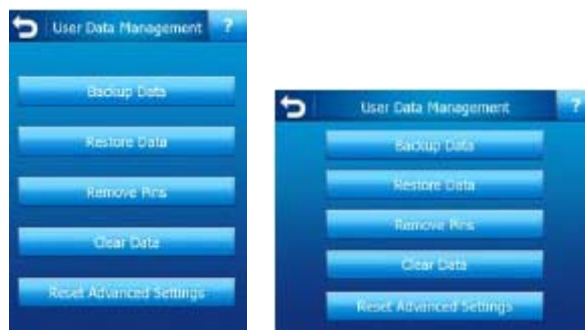 User Data Management ?
Backup Data
Restore Data
Remove Pins
Clear Data
Reset Advanced Settings
User Data Management ?
Backup Data
Restore Data
Remove Pins
Clear Data
Reset Advanced Settings